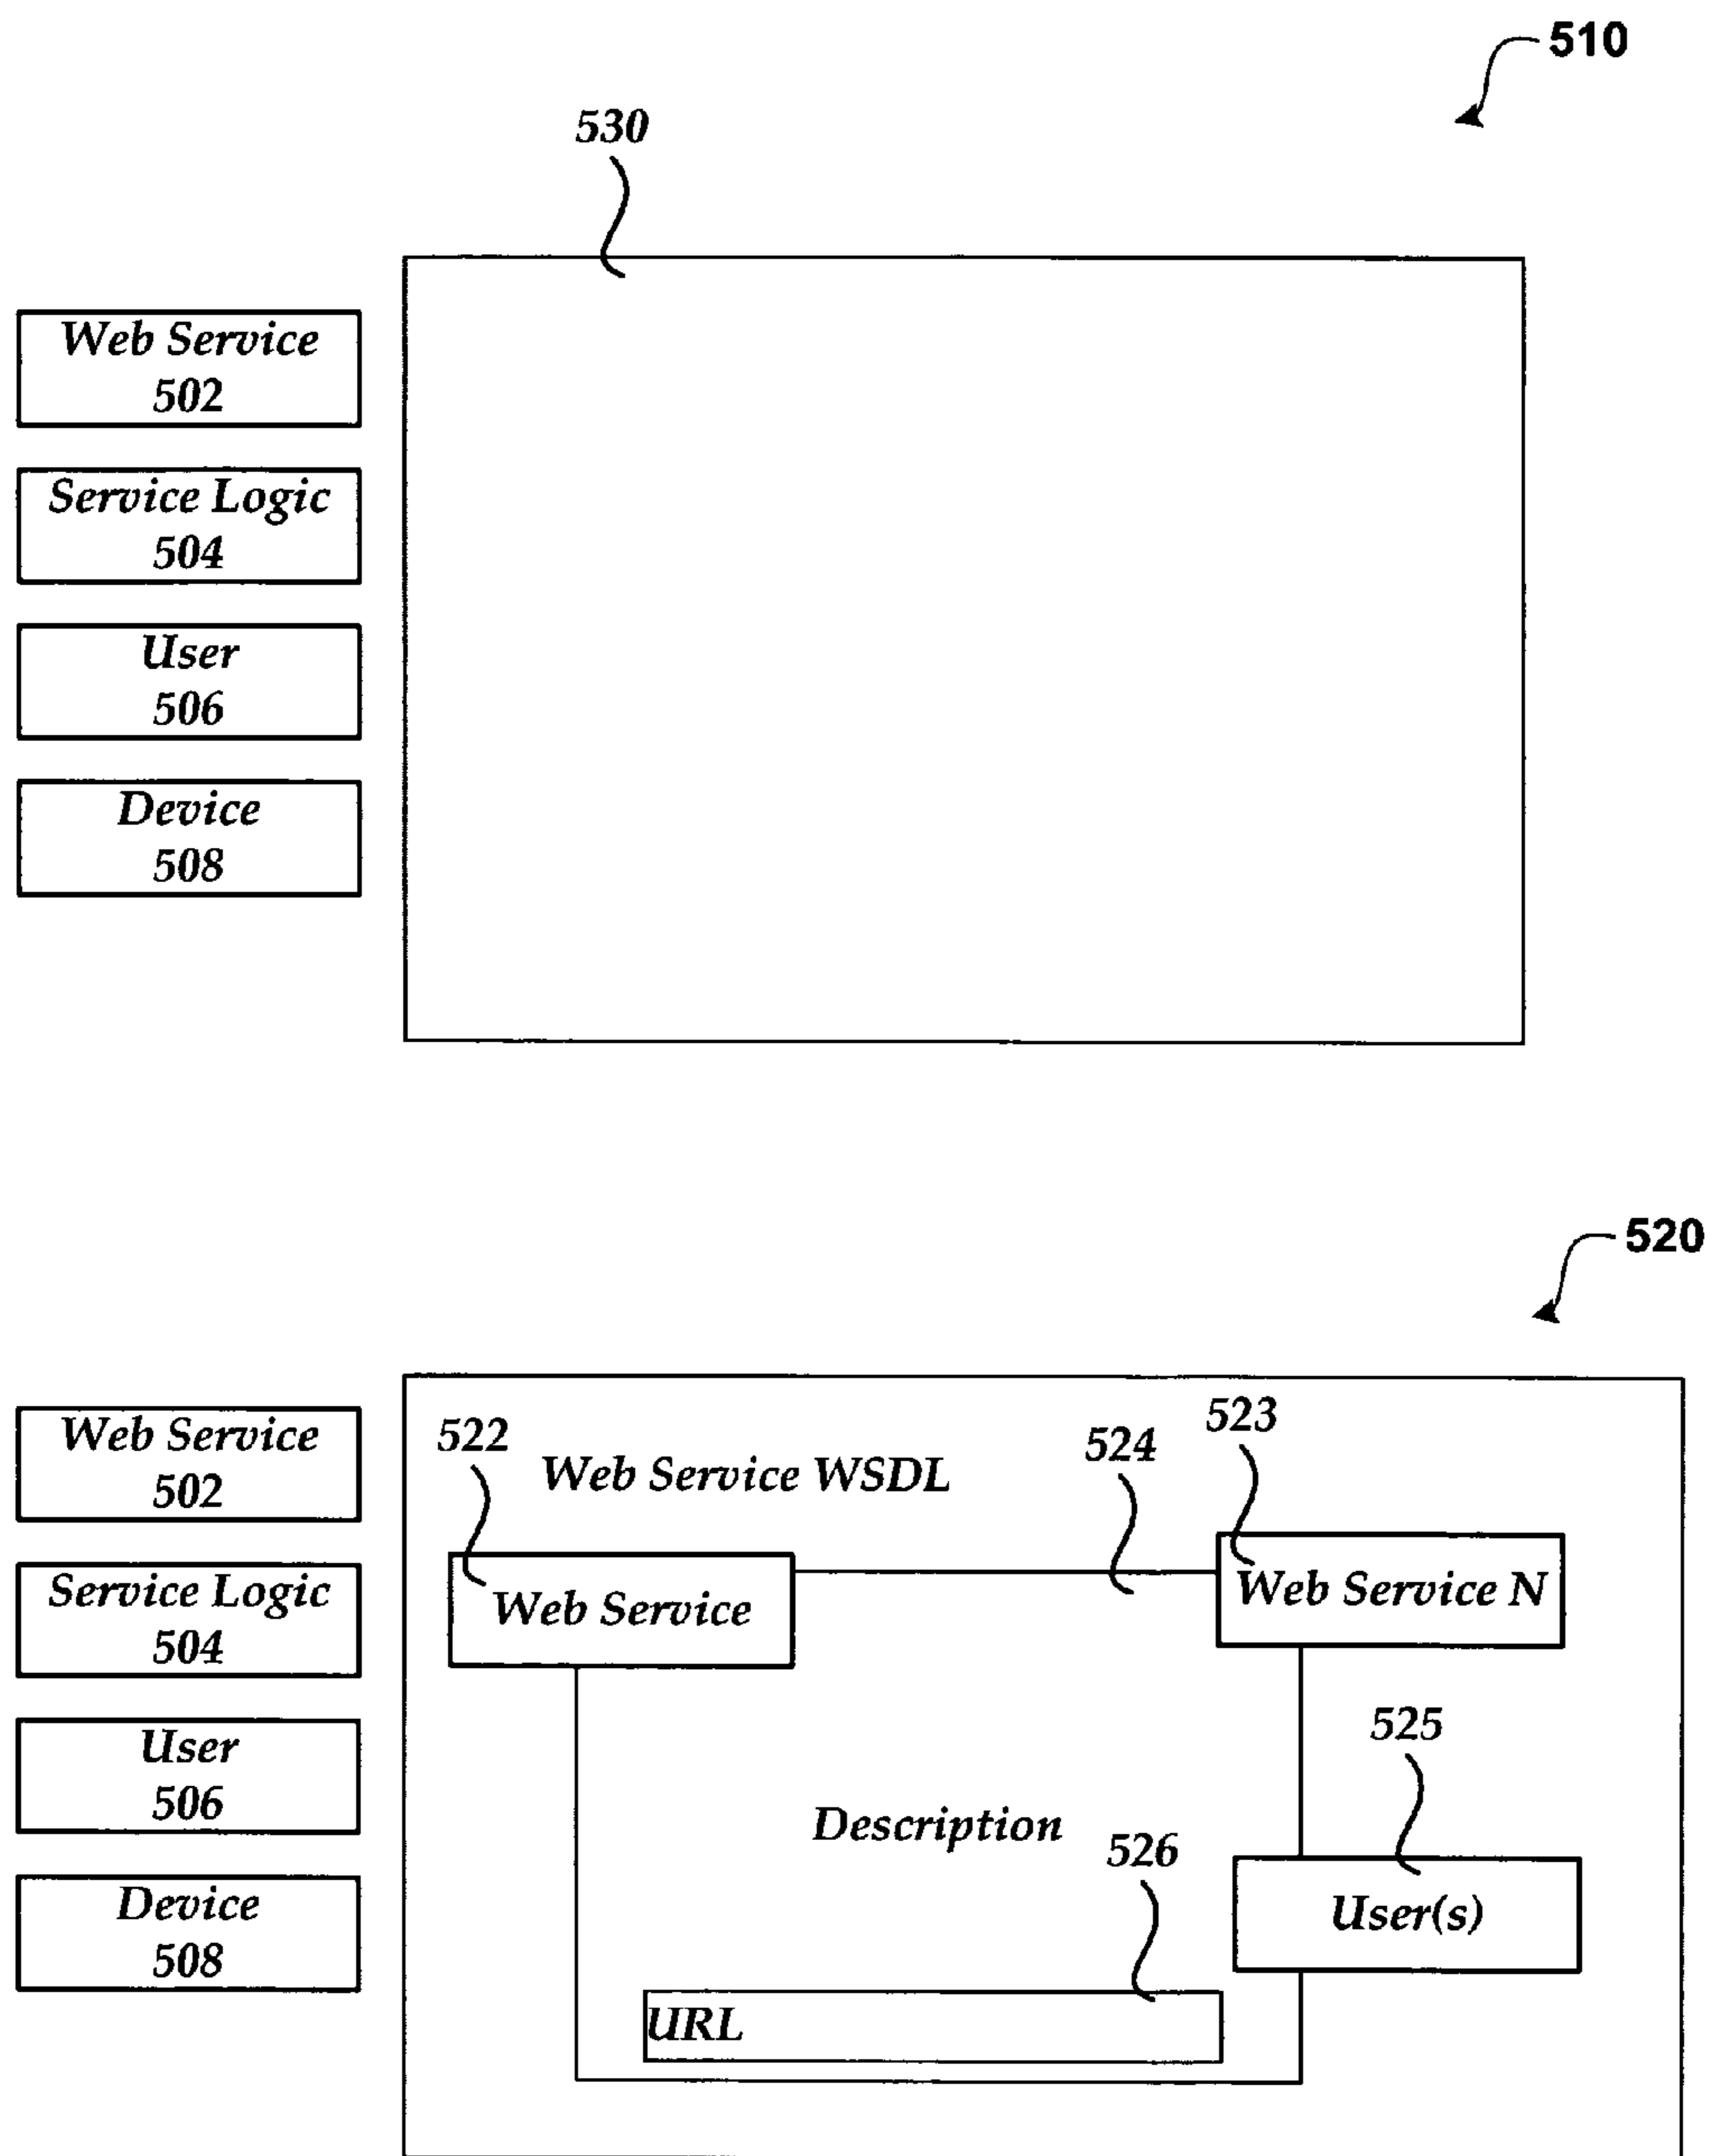 510
530
Web Service
502
Service Logic
504
User
506
Device
508
520
Web Service
502
Service Logic
504
User
506
Device
508
522
Web Service WSDL
524
523
Web Service
Web Service N
525
Description
526
User(s)
URL